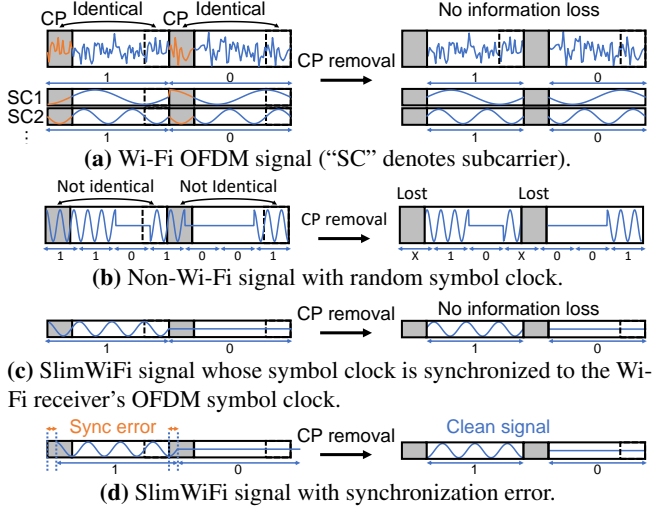 CP Identical CP Identical No information loss
CP removal
1 0 1 0
SC1
SC2
⋮
(a) Wi-Fi OFDM signal (“SC” denotes subcarrier).
Not identical Not Identical Lost Lost
CP removal
1 1 0 1 0 0 1 X 1 0 X 0 0 1
(b) Non-Wi-Fi signal with random symbol clock.
CP removal No information loss
1 0 1 0
(c) SlimWiFi signal whose symbol clock is synchronized to the Wi-
Fi receiver’s OFDM symbol clock.
Sync error CP removal Clean signal
1 0 1 0
(d) SlimWiFi signal with synchronization error.